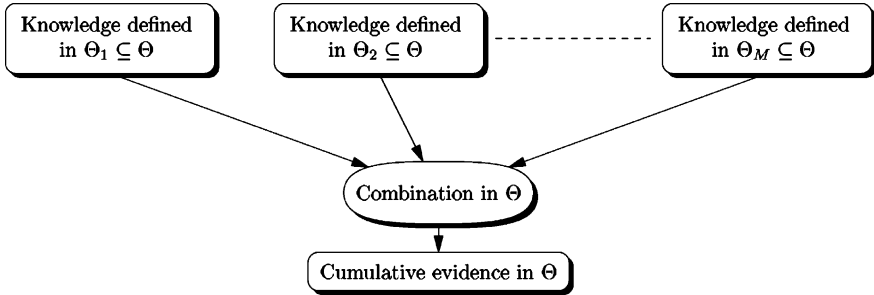 Knowledge defined
in Θ₁ ⊆ Θ
Knowledge defined
in Θ₂ ⊆ Θ
Knowledge defined
in Θ_M ⊆ Θ
Combination in Θ
Cumulative evidence in Θ